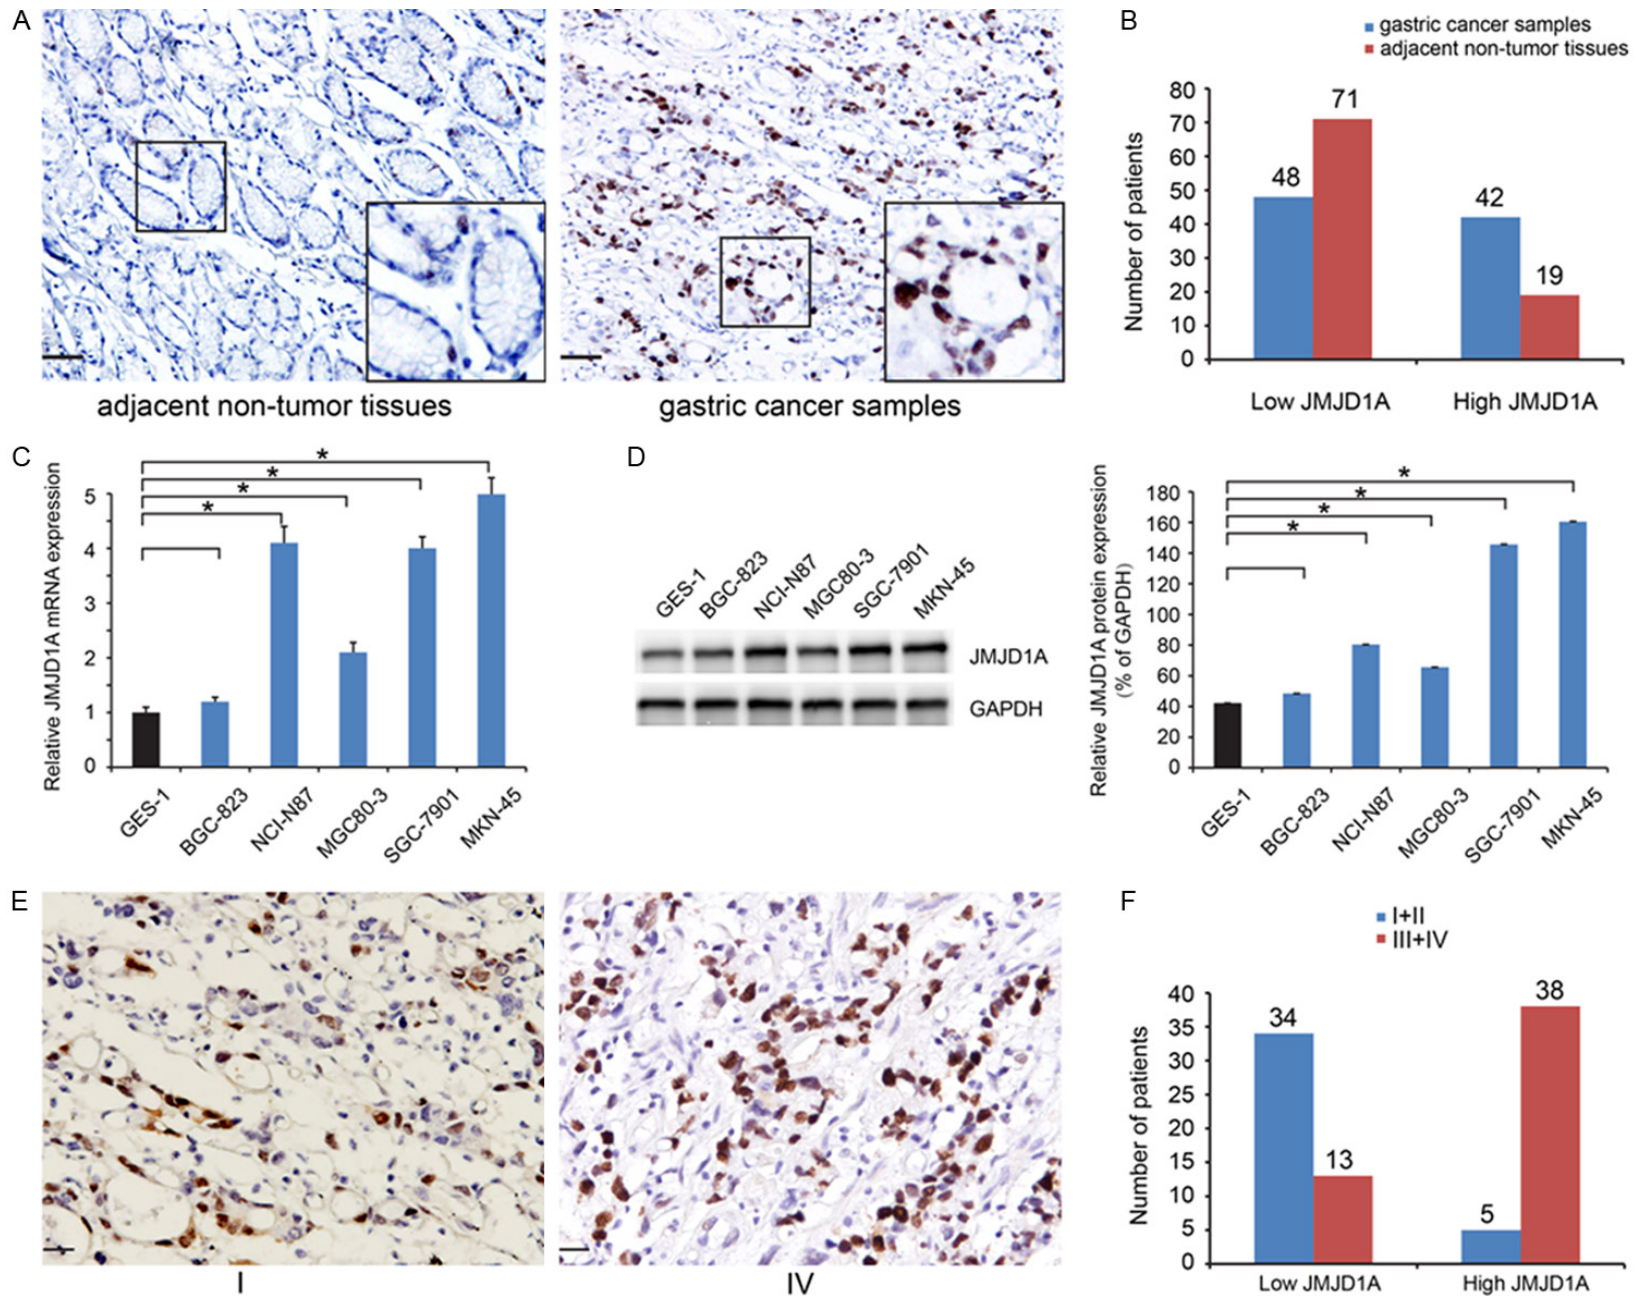 A
adjacent non-tumor tissues
gastric cancer samples
B
gastric cancer samples
adjacent non-tumor tissues
Number of patients
80
70
60
50
40
30
20
10
0
48
71
42
19
Low JMJD1A
High JMJD1A
C
Relative JMJD1A mRNA expression
5
4
3
2
1
0
*
*
*
*
GES-1
BGC-823
NCI-N87
MGC80-3
SGC-7901
MKN-45
D
GES-1
BGC-823
NCI-N87
MGC80-3
SGC-7901
MKN-45
JMJD1A
GAPDH
Relative JMJD1A protein expression
(% of GAPDH)
180
160
140
120
100
80
60
40
20
0
*
*
*
*
GES-1
BGC-823
NCI-N87
MGC80-3
SGC-7901
MKN-45
E
I
IV
F
I+II
III+IV
Number of patients
40
35
30
25
20
15
10
5
0
34
13
5
38
Low JMJD1A
High JMJD1A